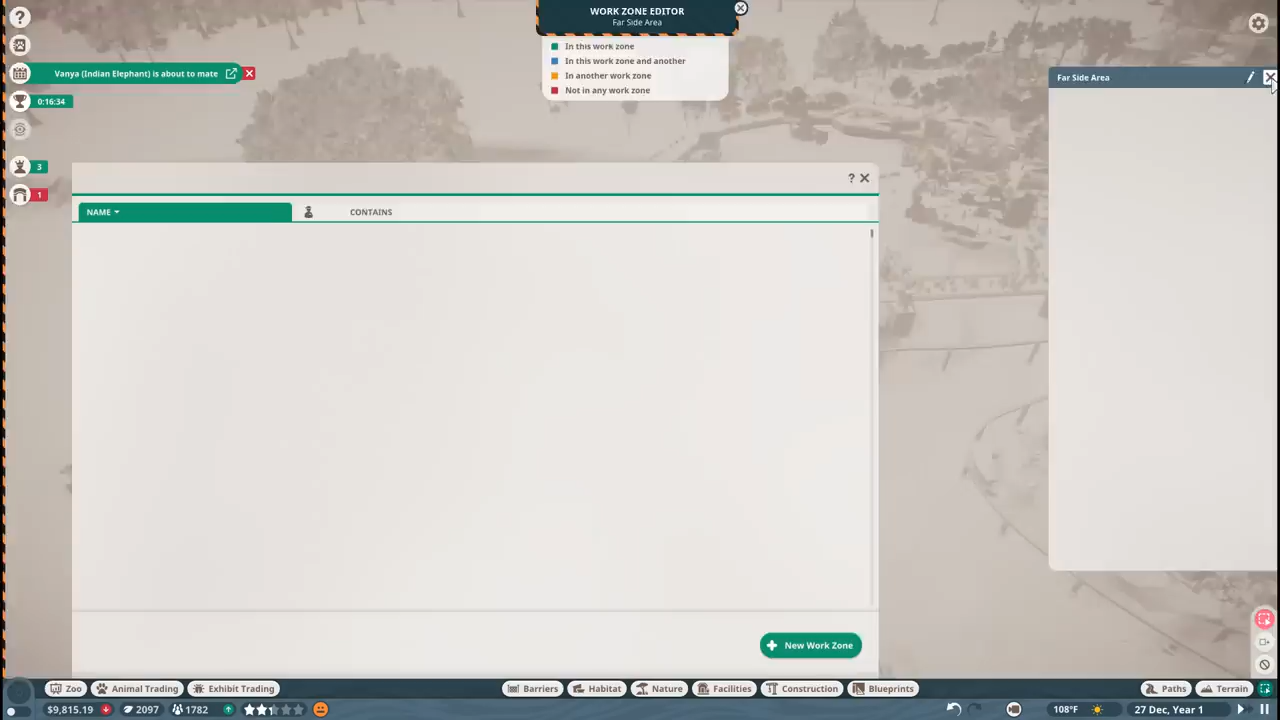 WORK ZONE EDITOR
Far Side Area
In this work zone
In this work zone and another
In another work zone
Not in any work zone
?
Vanya (Indian Elephant) is about to mate
0:16:34
3
1
Far Side Area
?
NAME
CONTAINS
New Work Zone
Zoo
Animal Trading
Exhibit Trading
Barriers
Habitat
Nature
Facilities
Construction
Blueprints
Paths
Terrain
$9,815.19
2097
1782
108°F
27 Dec, Year 1